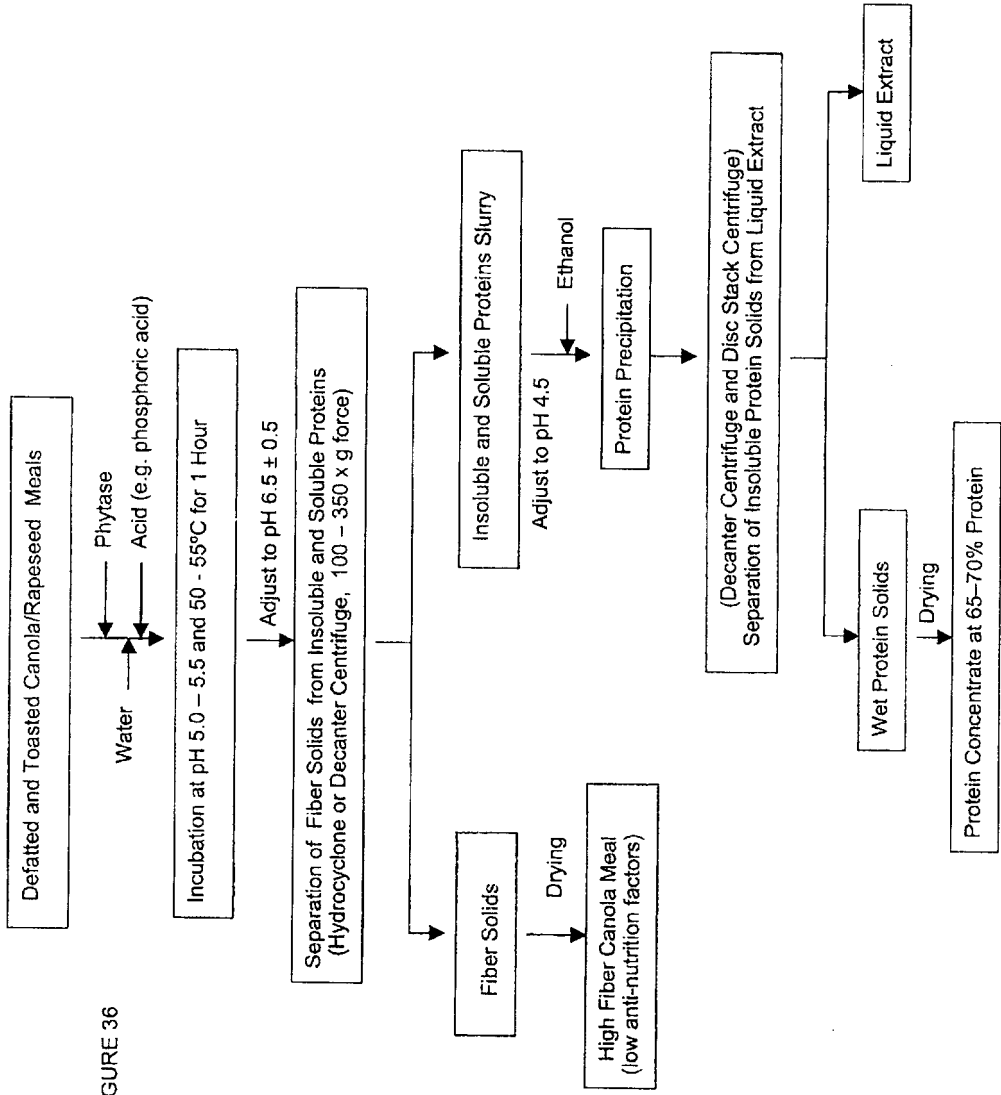 GURE 36
Defatted and Toasted Canola/Rapeseed Meals
Phytase
Water
Acid (e.g. phosphoric acid)
Incubation at pH 5.0 – 5.5 and 50 - 55ºC for 1 Hour
Adjust to pH 6.5 ± 0.5
Separation of Fiber Solids from Insoluble and Soluble Proteins
(Hydrocyclone or Decanter Centrifuge, 100 – 350 x g force)
Fiber Solids
Drying
High Fiber Canola Meal
(low anti-nutrition factors)
Insoluble and Soluble Proteins Slurry
Adjust to pH 4.5
Ethanol
Protein Precipitation
(Decanter Centrifuge and Disc Stack Centrifuge)
Separation of Insoluble Protein Solids from Liquid Extract
Wet Protein Solids
Drying
Protein Concentrate at 65–70% Protein
Liquid Extract